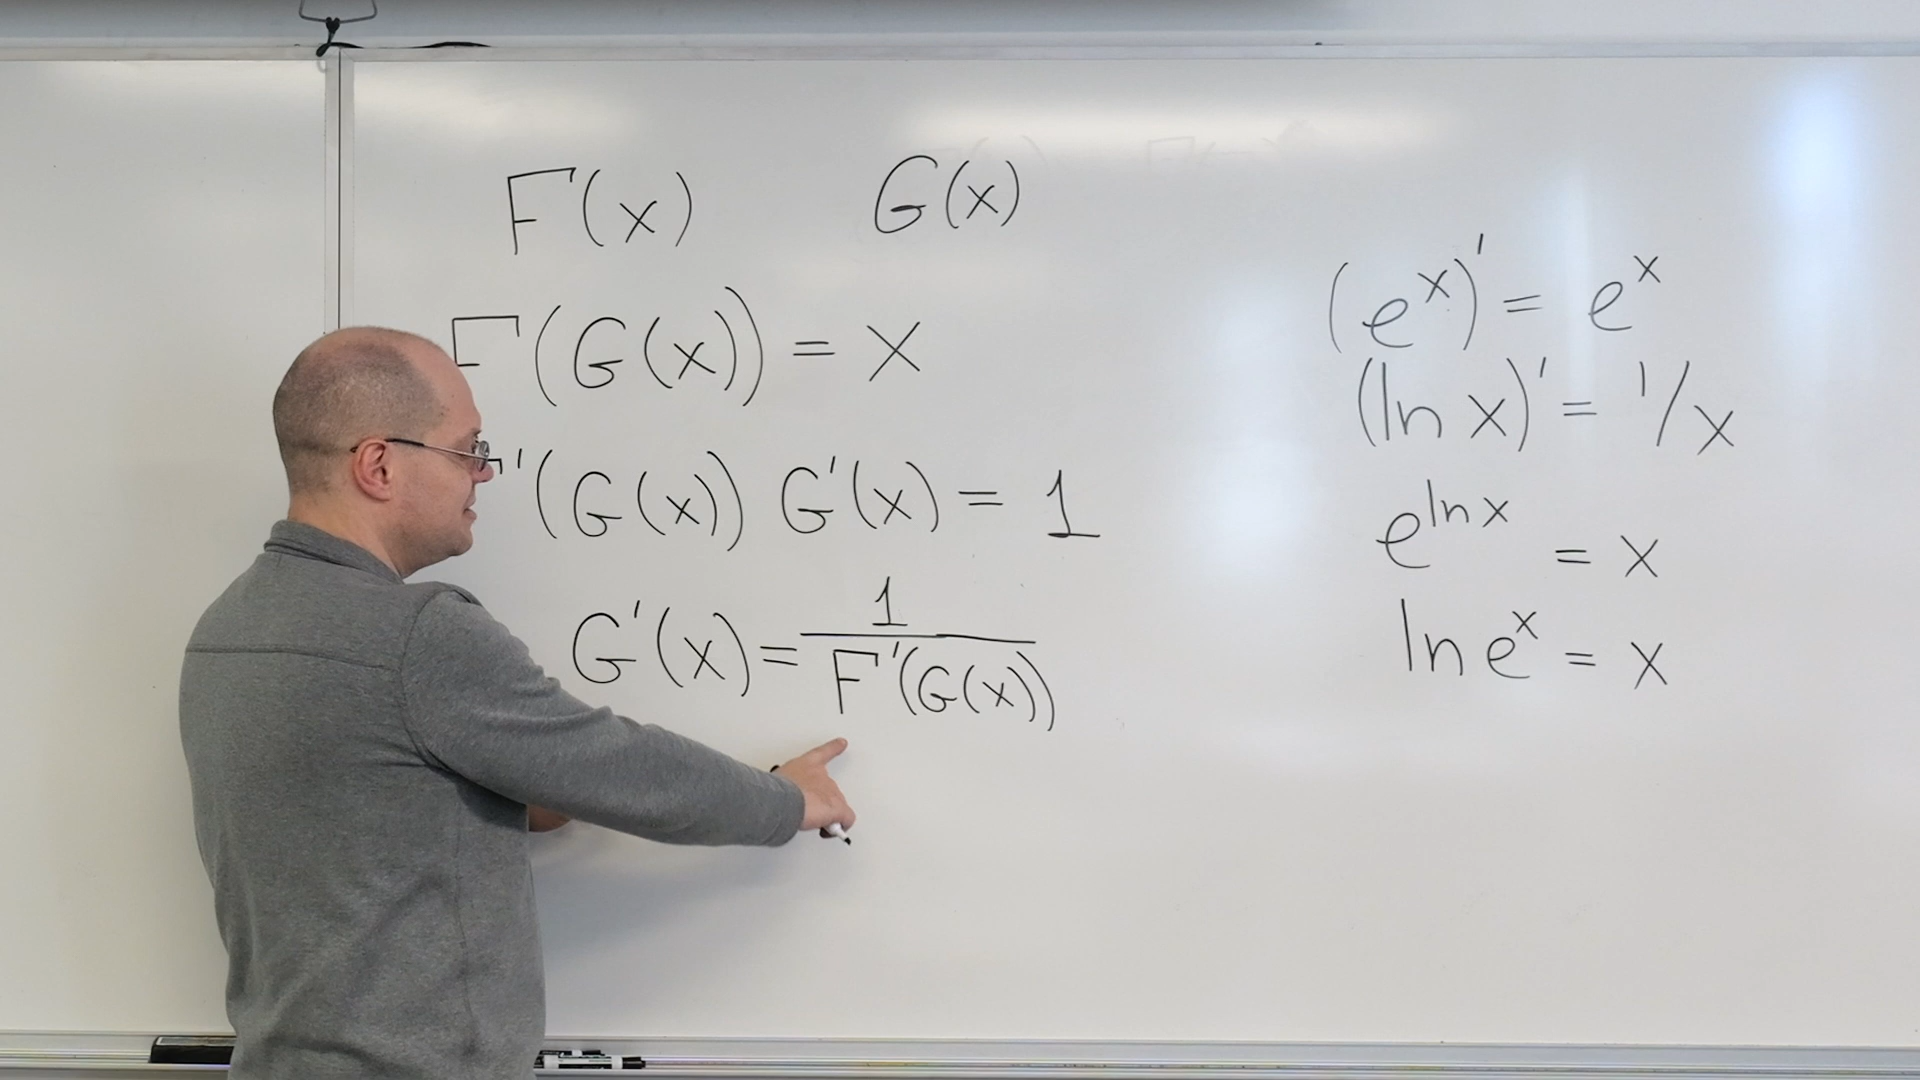 F(x) G(x)
F(G(x)) = x
F'(G(x)) G'(x) = 1
G'(x) = 1 / F'(G(x))
(e^x)' = e^x
(ln x)' = 1/x
e^ln x = x
ln e^x = x